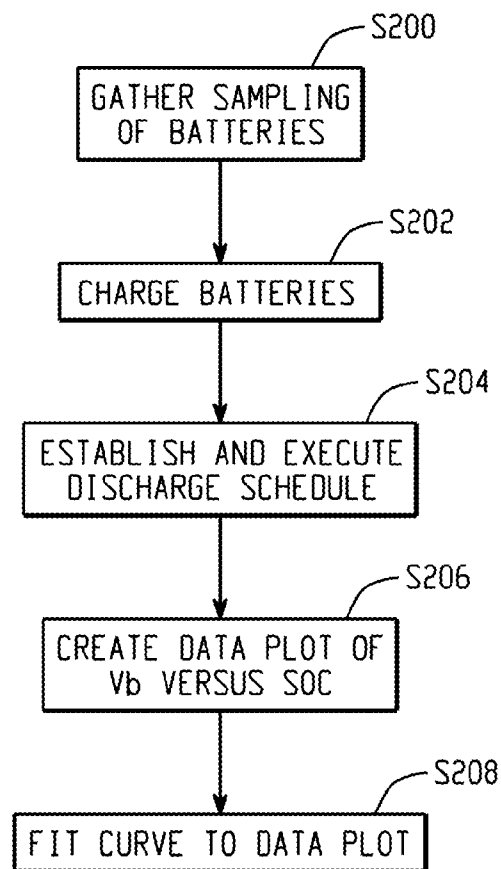 S200
GATHER SAMPLING
OF BATTERIES
S202
CHARGE BATTERIES
S204
ESTABLISH AND EXECUTE
DISCHARGE SCHEDULE
S206
CREATE DATA PLOT OF
Vb VERSUS SOC
S208
FIT CURVE TO DATA PLOT